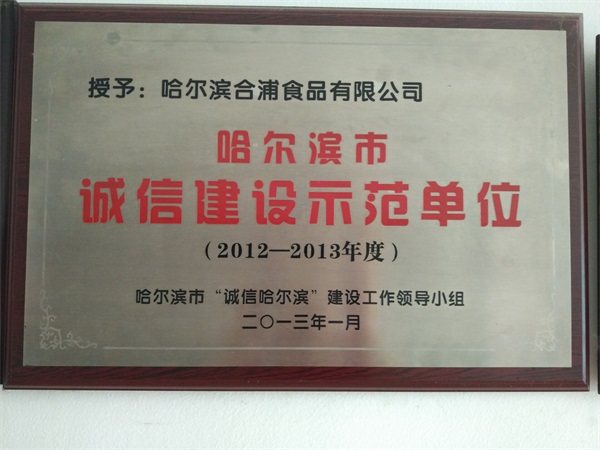 授予：哈尔滨合浦食品有限公司
哈尔滨市
诚信建设示范单位
（2012—2013年度）
哈尔滨市“诚信哈尔滨”建设工作领导小组
二〇一三年一月